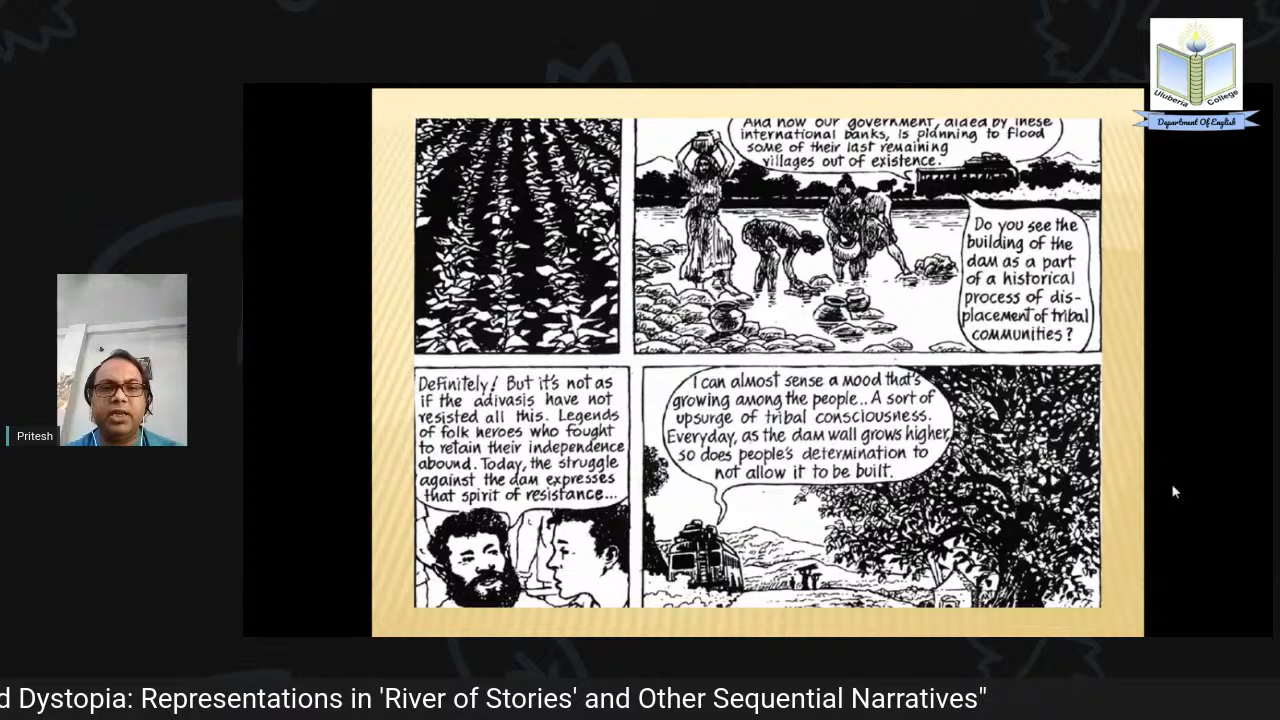 Uluberia College
Department Of English
And now our government, aided by these
international banks, is planning to flood
some of their last remaining
villages out of existence.
Do you see the
building of the
dam as a part
of a historical
process of dis-
placement of tribal
communities?
Definitely! But it's not as
if the adivasis have not
resisted all this. Legends
of folk heroes who fought
to retain their independence
abound. Today, the struggle
against the dam expresses
that spirit of resistance...
I can almost sense a mood that's
growing among the people.. A sort of
upsurge of tribal consciousness.
Everyday, as the dam wall grows higher,
so does people's determination to
not allow it to be built.
Pritesh
d Dystopia: Representations in 'River of Stories' and Other Sequential Narratives"